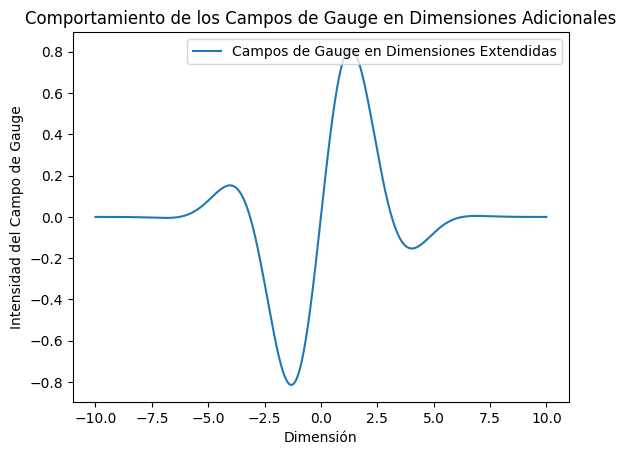 Comportamiento de los Campos de Gauge en Dimensiones Adicionales
Campos de Gauge en Dimensiones Extendidas
Intensidad del Campo de Gauge
0.8
0.6
0.4
0.2
0.0
−0.2
−0.4
−0.6
−0.8
−10.0 −7.5 −5.0 −2.5 0.0 2.5 5.0 7.5 10.0
Dimensión